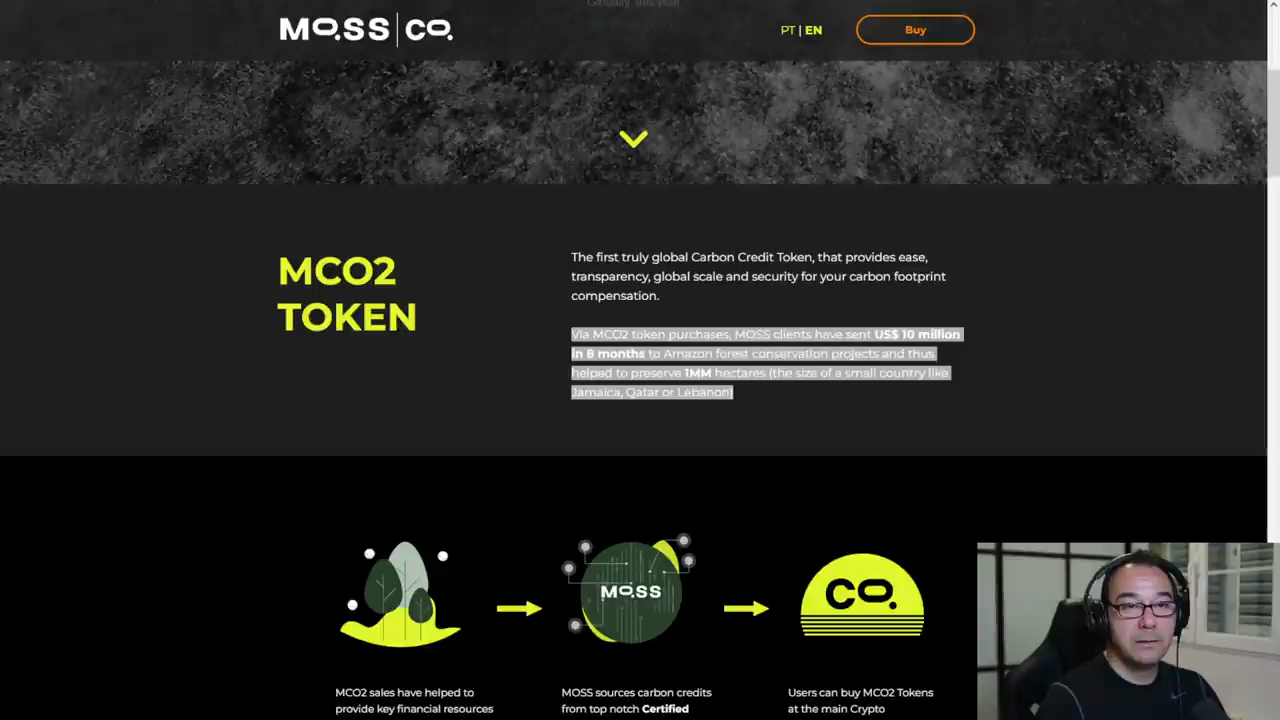 Globally, this year
MOSS CO.
PT | EN
Buy
MCO2
TOKEN
The first truly global Carbon Credit Token, that provides ease,
transparency, global scale and security for your carbon footprint
compensation.
Via MCO2 token purchases, MOSS clients have sent US$ 10 million
in 8 months to Amazon forest conservation projects and thus
helped to preserve 1MM hectares (the size of a small country like
Jamaica, Qatar or Lebanon)
MOSS
CO.
MCO2 sales have helped to
provide key financial resources
MOSS sources carbon credits
from top notch Certified
Users can buy MCO2 Tokens
at the main Crypto